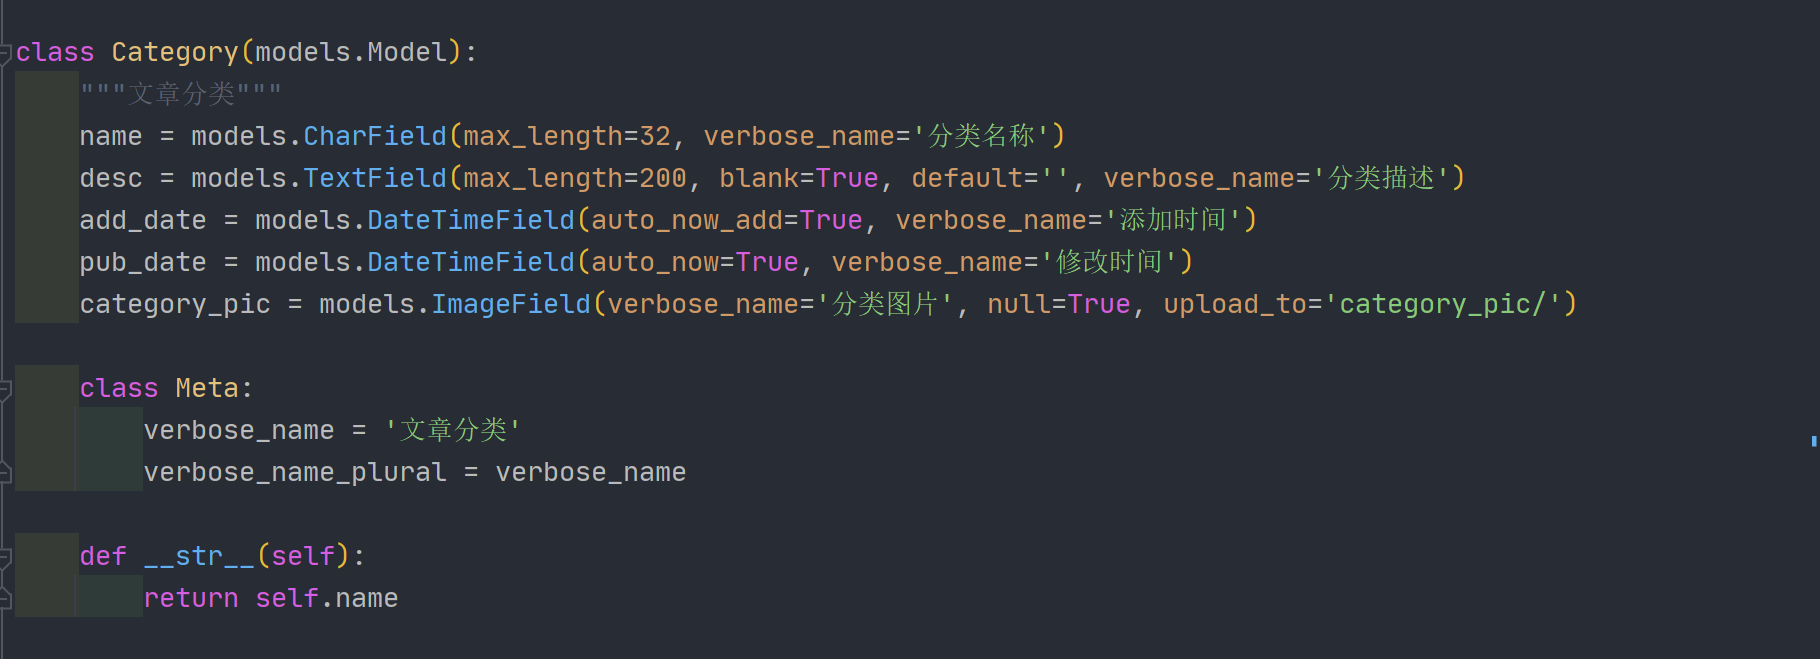 class Category(models.Model):
    """文章分类"""
    name = models.CharField(max_length=32, verbose_name='分类名称')
    desc = models.TextField(max_length=200, blank=True, default='', verbose_name='分类描述')
    add_date = models.DateTimeField(auto_now_add=True, verbose_name='添加时间')
    pub_date = models.DateTimeField(auto_now=True, verbose_name='修改时间')
    category_pic = models.ImageField(verbose_name='分类图片', null=True, upload_to='category_pic/')
    class Meta:
        verbose_name = '文章分类'
        verbose_name_plural = verbose_name
    def __str__(self):
        return self.name